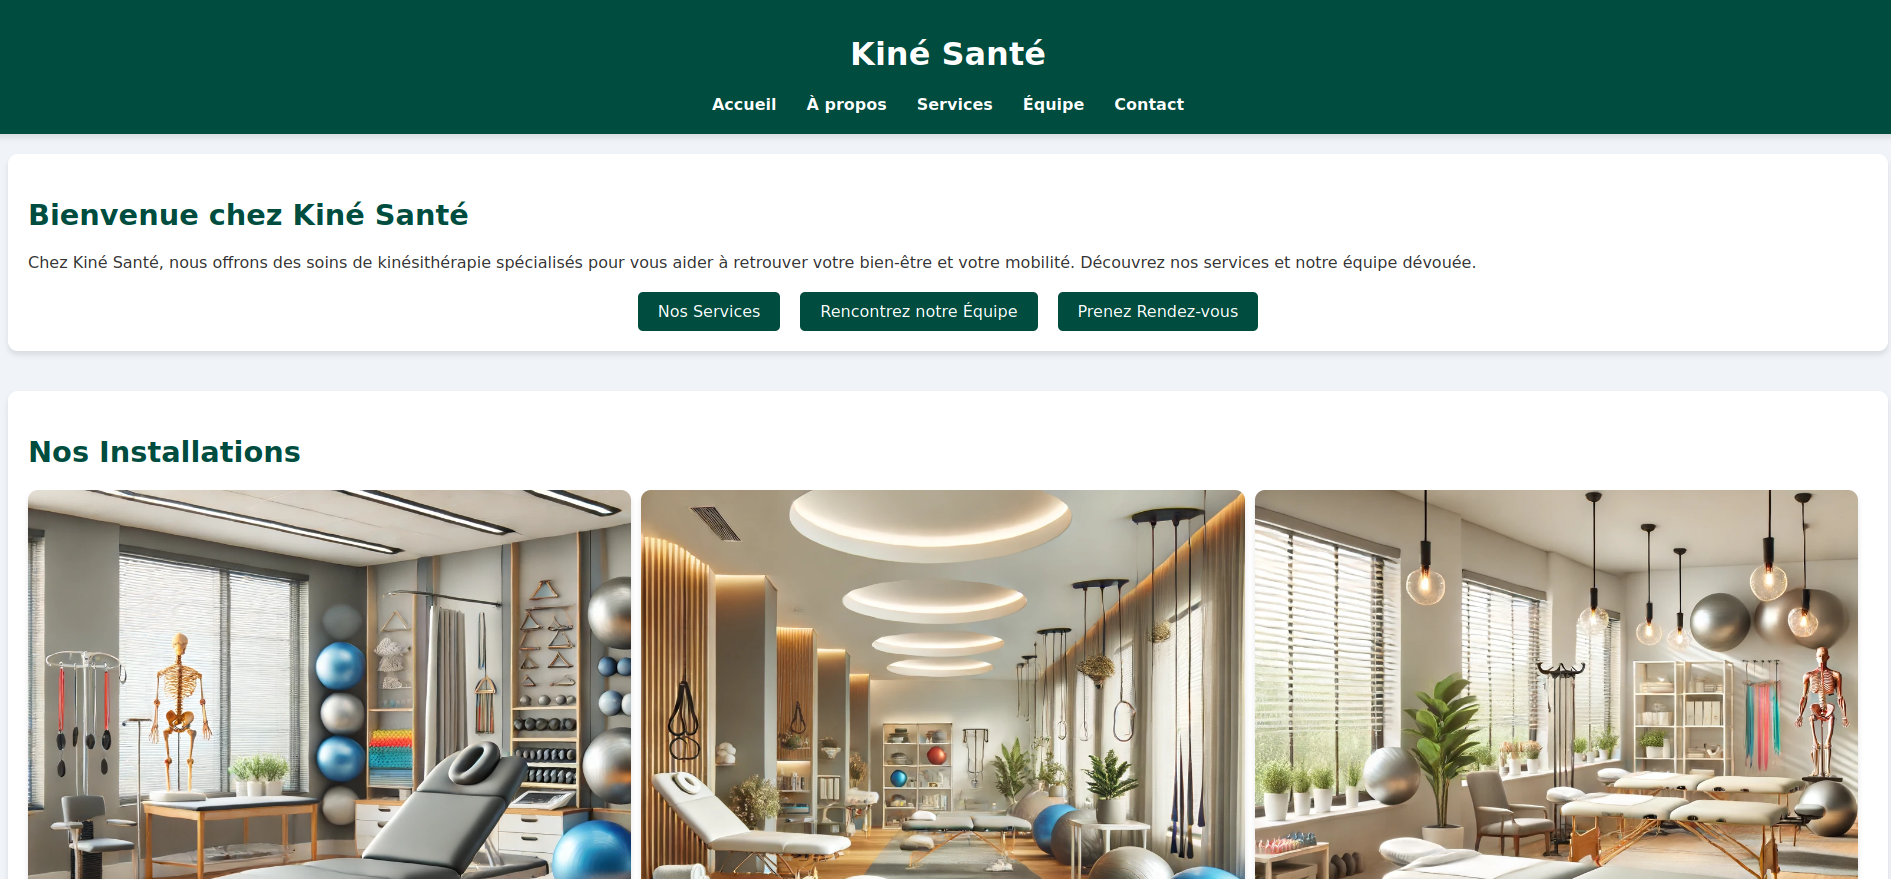 Kiné Santé
Accueil À propos Services Équipe Contact
Bienvenue chez Kiné Santé
Chez Kiné Santé, nous offrons des soins de kinésithérapie spécialisés pour vous aider à retrouver votre bien-être et votre mobilité. Découvrez nos services et notre équipe dévouée.
Nos Services Rencontrez notre Équipe Prenez Rendez-vous
Nos Installations